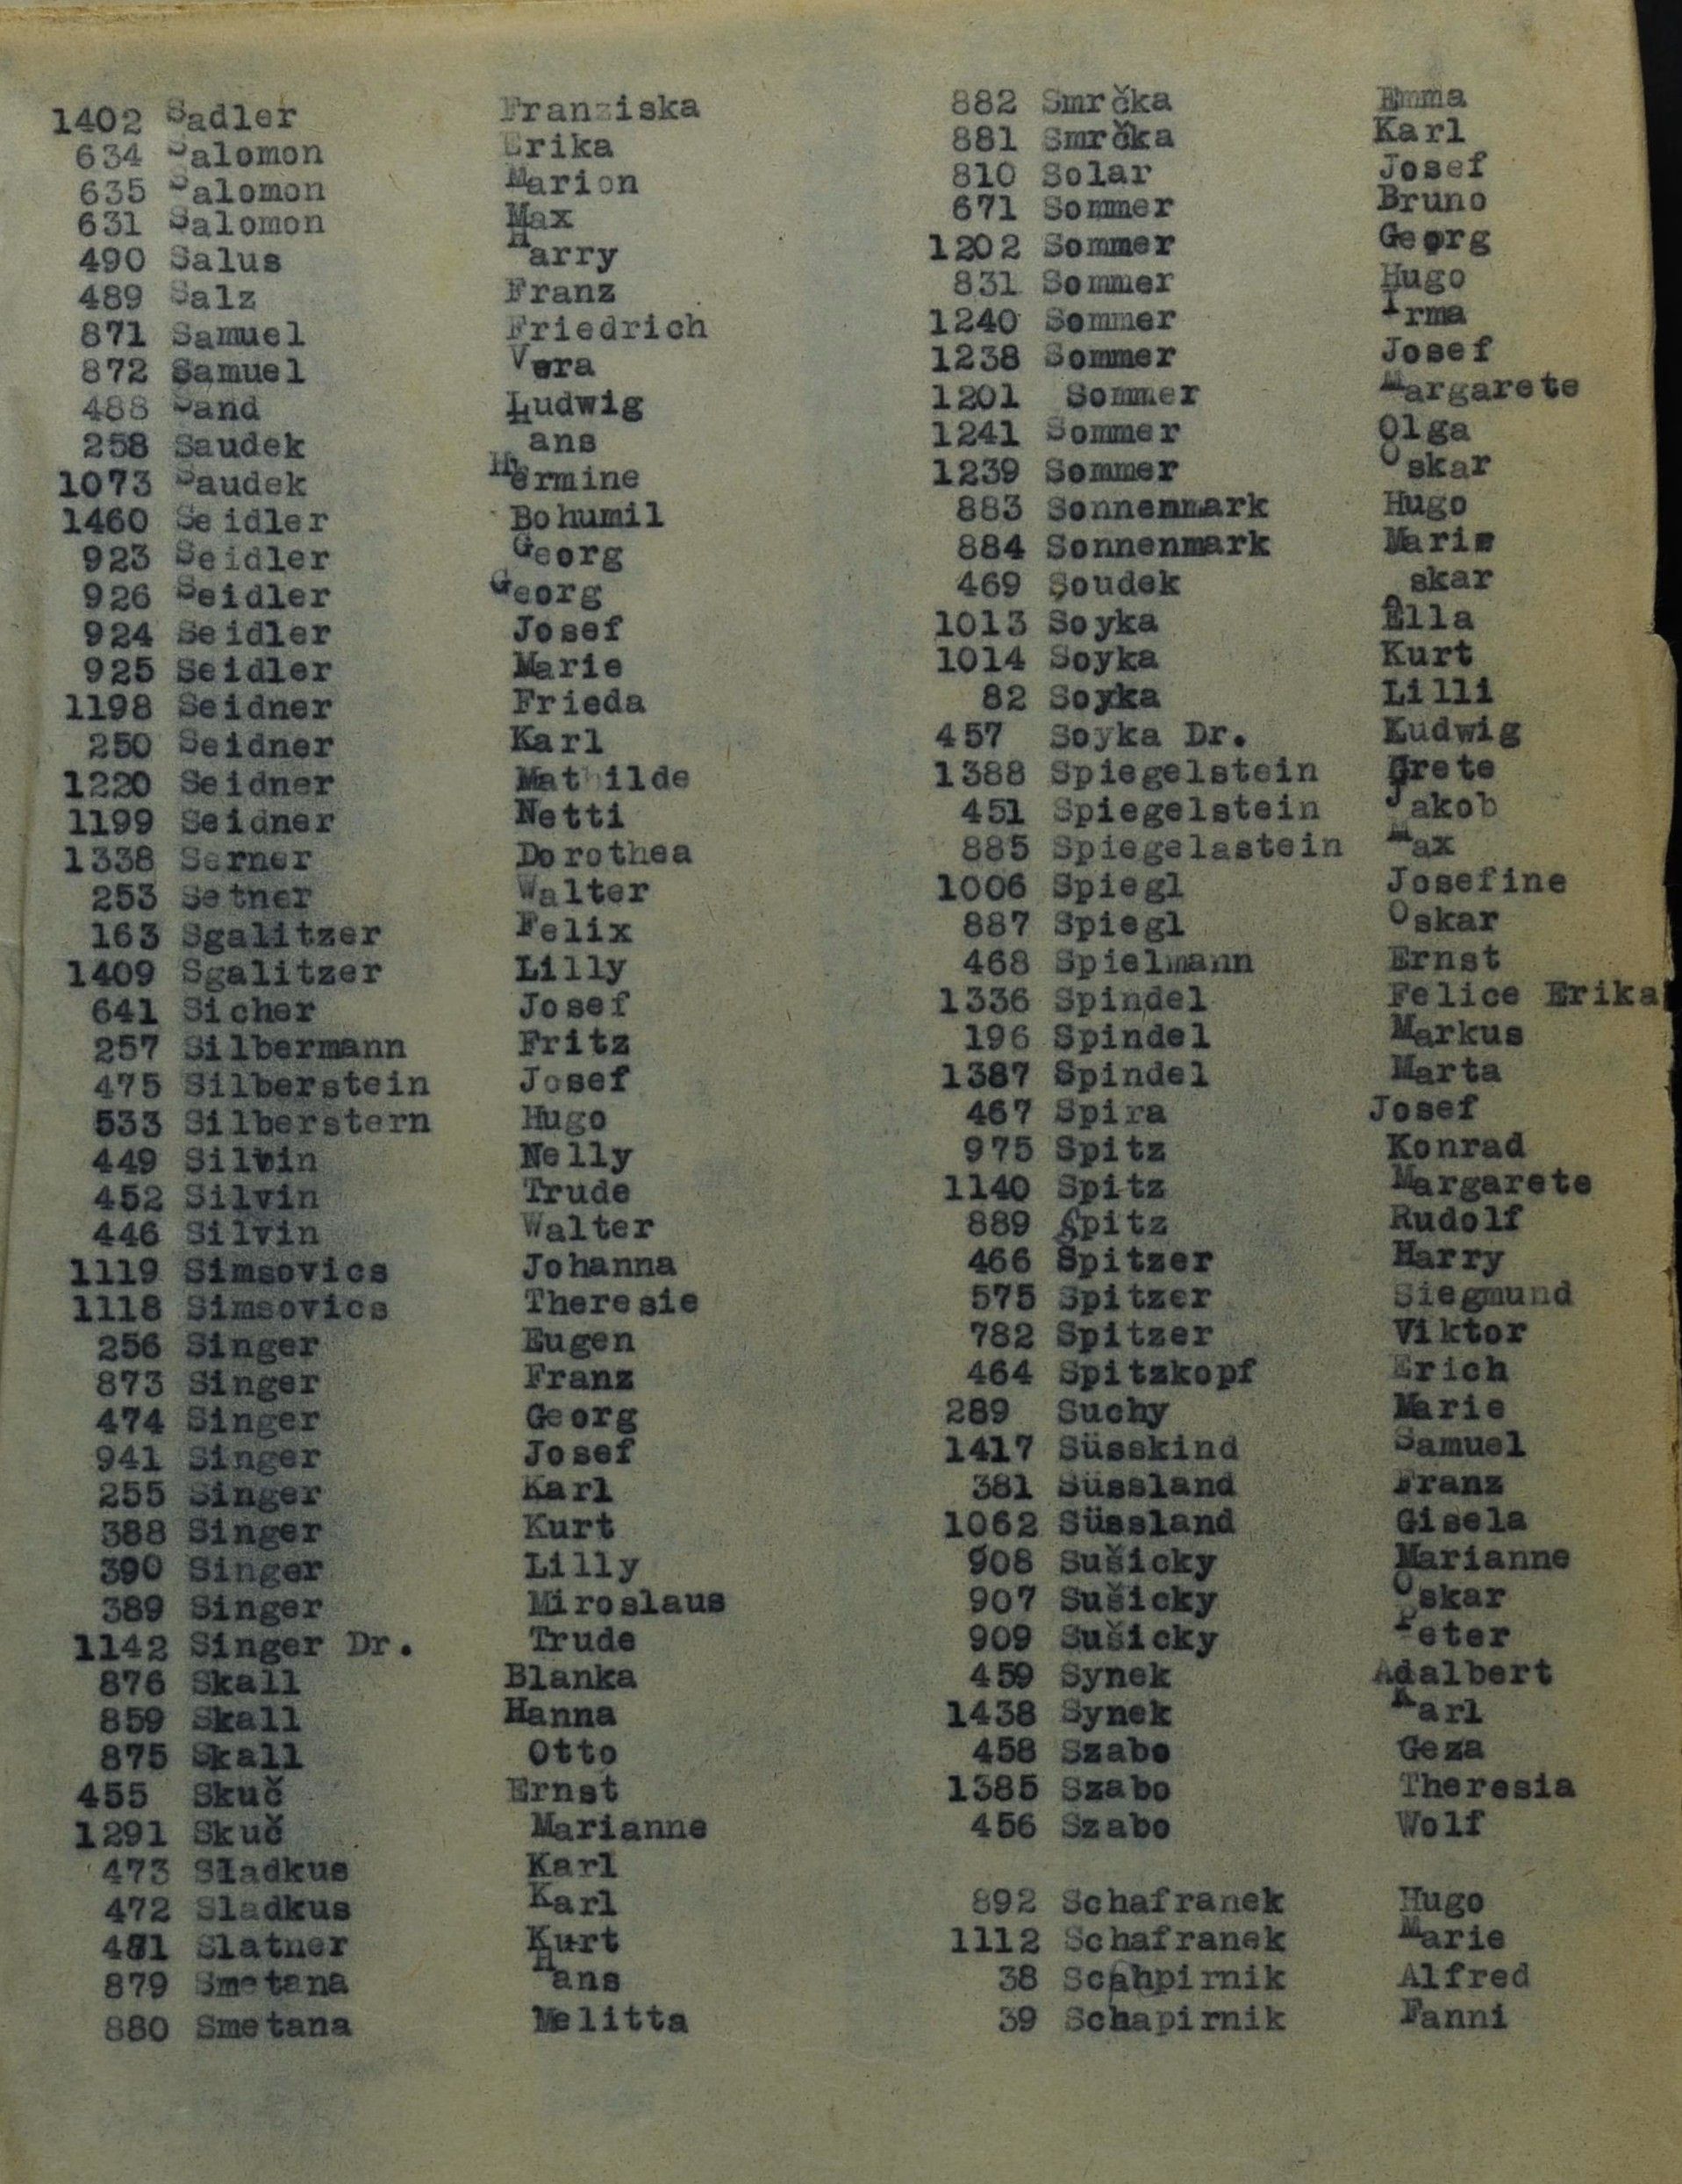 1402 Sadler Franziska
634 Salomon Erika
635 Salomon Marion
631 Salomon Max
490 Salus Harry
489 Salz Franz
871 Samuel Friedrich
872 Samuel Vera
488 Sand Ludwig
258 Saudek Hans
1073 Saudek Hermine
1460 Seidler Bohumil
923 Seidler Georg
926 Seidler Georg
924 Seidler Josef
925 Seidler Marie
1198 Seidner Frieda
250 Seidner Karl
1220 Seidner Mathilde
1199 Seidner Netti
1338 Serner Dorothea
253 Setner Walter
163 Sgalitzer Felix
1409 Sgalitzer Lilly
641 Sicher Josef
257 Silbermann Fritz
475 Silberstein Josef
533 Silberstern Hugo
449 Silvin Nelly
452 Silvin Trude
446 Silvin Walter
1119 Simsovics Johanna
1118 Simsovics Theresie
256 Singer Eugen
873 Singer Franz
474 Singer Georg
941 Singer Josef
255 Singer Karl
388 Singer Kurt
390 Singer Lilly
389 Singer Miroslaus
1142 Singer Dr. Trude
876 Skall Blanka
859 Skall Hanna
875 Skall Otto
455 Skuč Ernst
1291 Skuč Marianne
473 Sladkus Karl
472 Sladkus Karl
Slatner Kurt
879 Smetana Hans
880 Smetana Melitta
882 Smrčka Emma
881 Smrčka Karl
810 Solar Josef
671 Sommer Bruno
1202 Sommer Georg
831 Sommer Hugo
1240 Sommer Irma
1238 Sommer Josef
1201 Sommer Margarete
1241 Sommer Olga
1239 Sommer Oskar
883 Sonnenmark Hugo
884 Sonnenmark Marie
469 Soudek Oskar
1013 Soyka Ella
1014 Soyka Kurt
82 Soyka Lilli
457 Soyka Dr. Ludwig
1388 Spiegelstein Grete
451 Spiegelstein Jakob
885 Spiegelastein Max
1006 Spiegl Josefine
887 Spiegl Oskar
468 Spielmann Ernst
1336 Spindel Felice Erika
196 Spindel Markus
1387 Spindel Marta
467 Spira Josef
975 Spitz Konrad
1140 Spitz Margarete
889 Spitz Rudolf
466 Spitzer Harry
575 Spitzer Siegmund
782 Spitzer Viktor
464 Spitzkopf Erich
289 Suchy Marie
1417 Süsskind Samuel
381 Süssland Franz
1062 Süssland Gisela
908 Sušicky Marianne
907 Sušicky Oskar
909 Sušicky Peter
459 Synek Adalbert
1438 Synek Karl
458 Szabo Geza
1385 Szabo Theresia
456 Szabo Wolf
892 Schafranek Hugo
1112 Schafranek Marie
38 Scahpirnik Alfred
39 Schapirnik Fanni